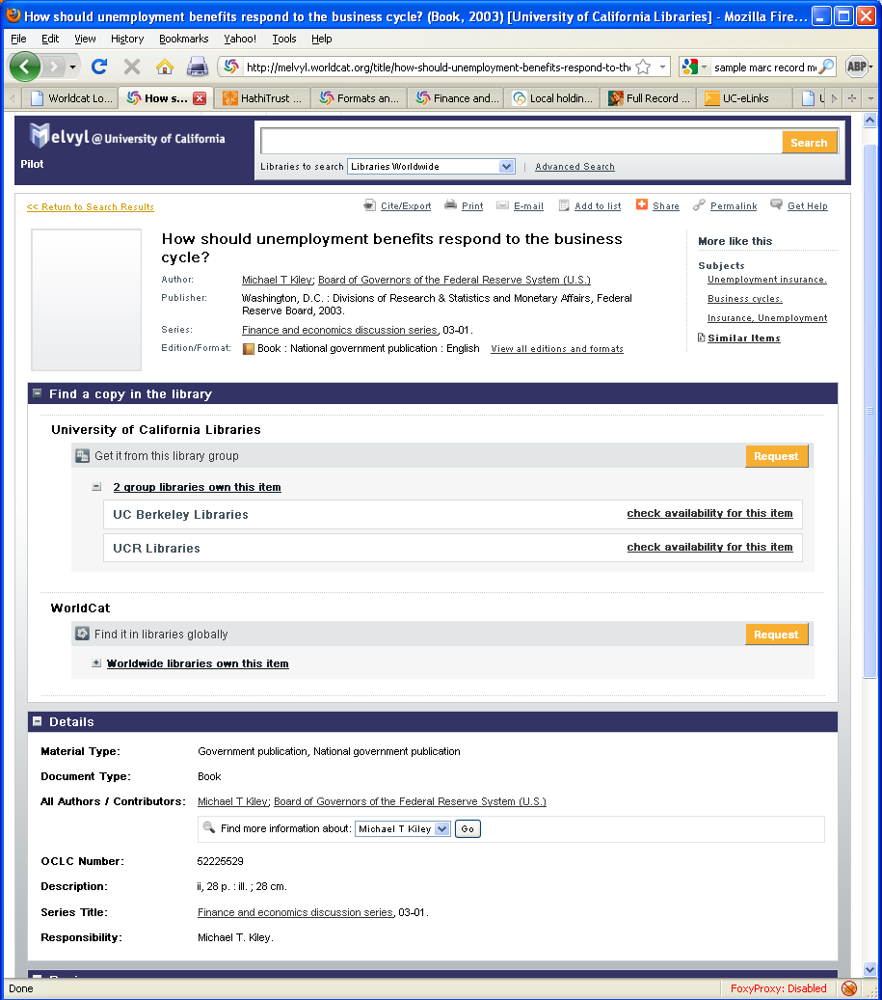 How should unemployment benefits respond to the business cycle? (Book, 2003) [University of California Libraries] - Mozilla Fire...
File Edit View History Bookmarks Yahoo! Tools Help
http://melvyl.worldcat.org/title/how-should-unemployment-benefits-respond-to-the sample marc record m ABP
Worldcat Lo... How s... HathiTrust ... Formats an... Finance and... Local holdin... Full Record ... UC-eLinks
Melvyl @ University of California
Pilot
Search
Libraries to search Libraries Worldwide | Advanced Search
<< Return to Search Results Cite/Export Print E-mail Add to list Share Permalink Get Help
How should unemployment benefits respond to the business
cycle?
Author: Michael T Kiley; Board of Governors of the Federal Reserve System (U.S.)
Publisher: Washington, D.C. : Divisions of Research & Statistics and Monetary Affairs, Federal
Reserve Board, 2003.
Series: Finance and economics discussion series, 03-01.
Edition/Format: Book : National government publication : English View all editions and formats
More like this
Subjects
Unemployment insurance.
Business cycles.
Insurance, Unemployment
Similar Items
Find a copy in the library
University of California Libraries
Get it from this library group Request
2 group libraries own this item
UC Berkeley Libraries check availability for this item
UCR Libraries check availability for this item
WorldCat
Find it in libraries globally Request
Worldwide libraries own this item
Details
Material Type: Government publication, National government publication
Document Type: Book
All Authors / Contributors: Michael T Kiley; Board of Governors of the Federal Reserve System (U.S.)
Find more information about: Michael T Kiley Go
OCLC Number: 52225529
Description: ii, 28 p. : ill. ; 28 cm.
Series Title: Finance and economics discussion series, 03-01.
Responsibility: Michael T. Kiley.
Done FoxyProxy: Disabled